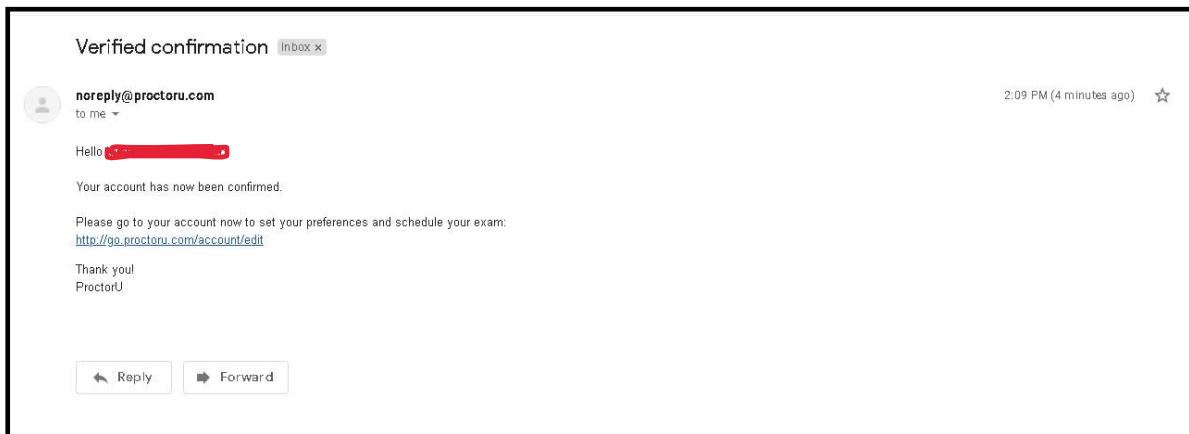 Verified confirmation Inbox x
noreply@proctoru.com 2:09 PM (4 minutes ago)
to me
Hello
Your account has now been confirmed.
Please go to your account now to set your preferences and schedule your exam:
http://go.proctoru.com/account/edit
Thank you!
ProctorU
Reply Forward